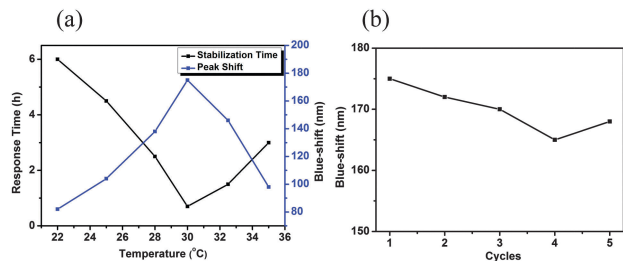 (a)
(b)
Stabilization Time
Peak Shift
Response Time (h)
6
4
2
0
22 24 26 28 30 32 34 36
Temperature (°C)
200
180
160
140
120
100
80
Blue-shift (nm)
Blue-shift (nm)
180
170
160
150
1 2 3 4 5
Cycles